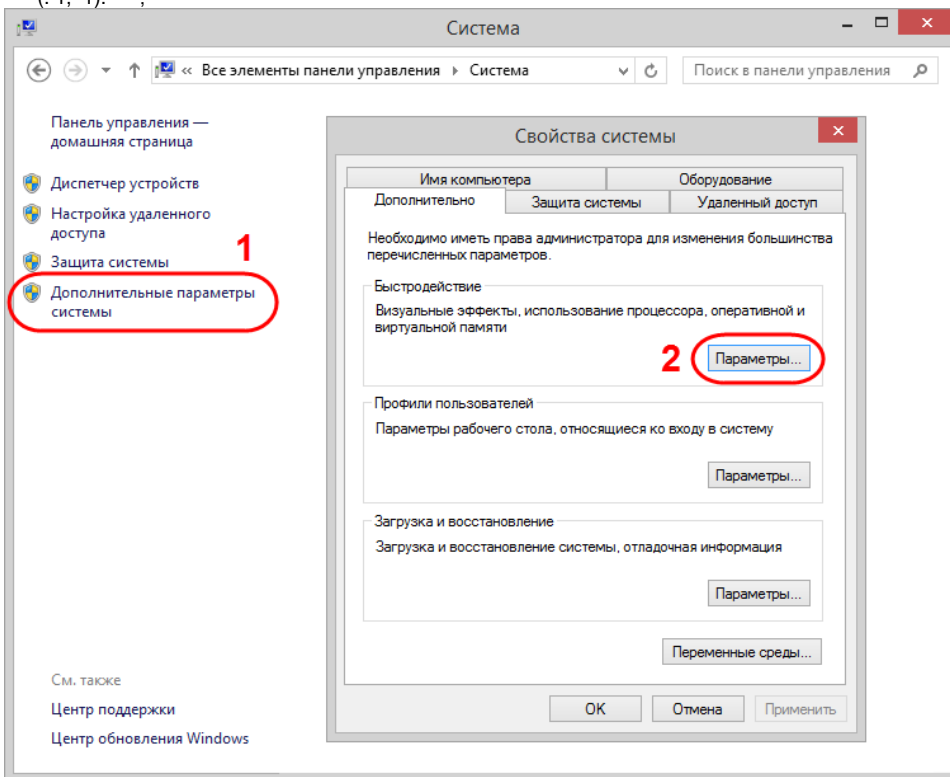 (. 1, 1). ,
Система
« Все элементы панели управления Система
Поиск в панели управления
Панель управления —
домашняя страница
Диспетчер устройств
Настройка удаленного
доступа
1
Защита системы
Дополнительные параметры
системы
Свойства системы
Имя компьютера Оборудование
Дополнительно Защита системы Удаленный доступ
Необходимо иметь права администратора для изменения большинства
перечисленных параметров.
Быстродействие
Визуальные эффекты, использование процессора, оперативной и
виртуальной памяти
2 Параметры...
Профили пользователей
Параметры рабочего стола, относящиеся ко входу в систему
Параметры...
Загрузка и восстановление
Загрузка и восстановление системы, отладочная информация
Параметры...
Переменные среды...
OK Отмена Применить
См. также
Центр поддержки
Центр обновления Windows